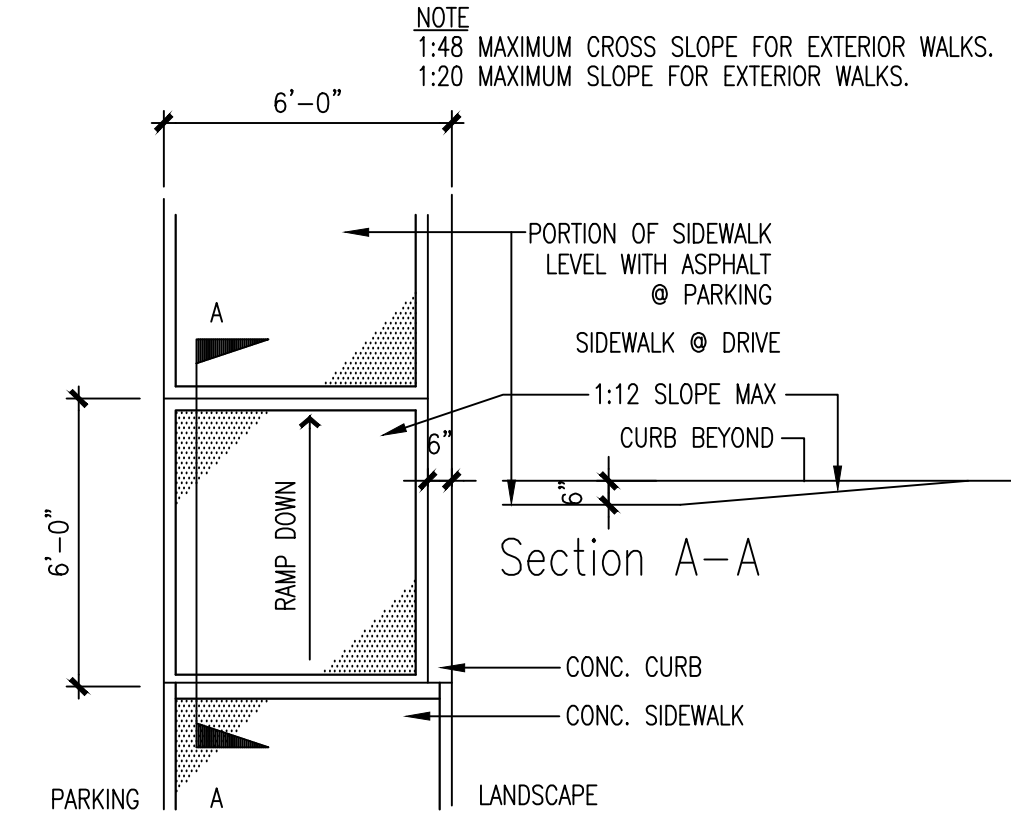 NOTE
1:48 MAXIMUM CROSS SLOPE FOR EXTERIOR WALKS.
1:20 MAXIMUM SLOPE FOR EXTERIOR WALKS.
6'-0"
PORTION OF SIDEWALK
LEVEL WITH ASPHALT
@ PARKING
A
SIDEWALK @ DRIVE
1:12 SLOPE MAX
6"
CURB BEYOND
6"
6'-0"
RAMP DOWN
Section A-A
CONC. CURB
CONC. SIDEWALK
PARKING
A
LANDSCAPE